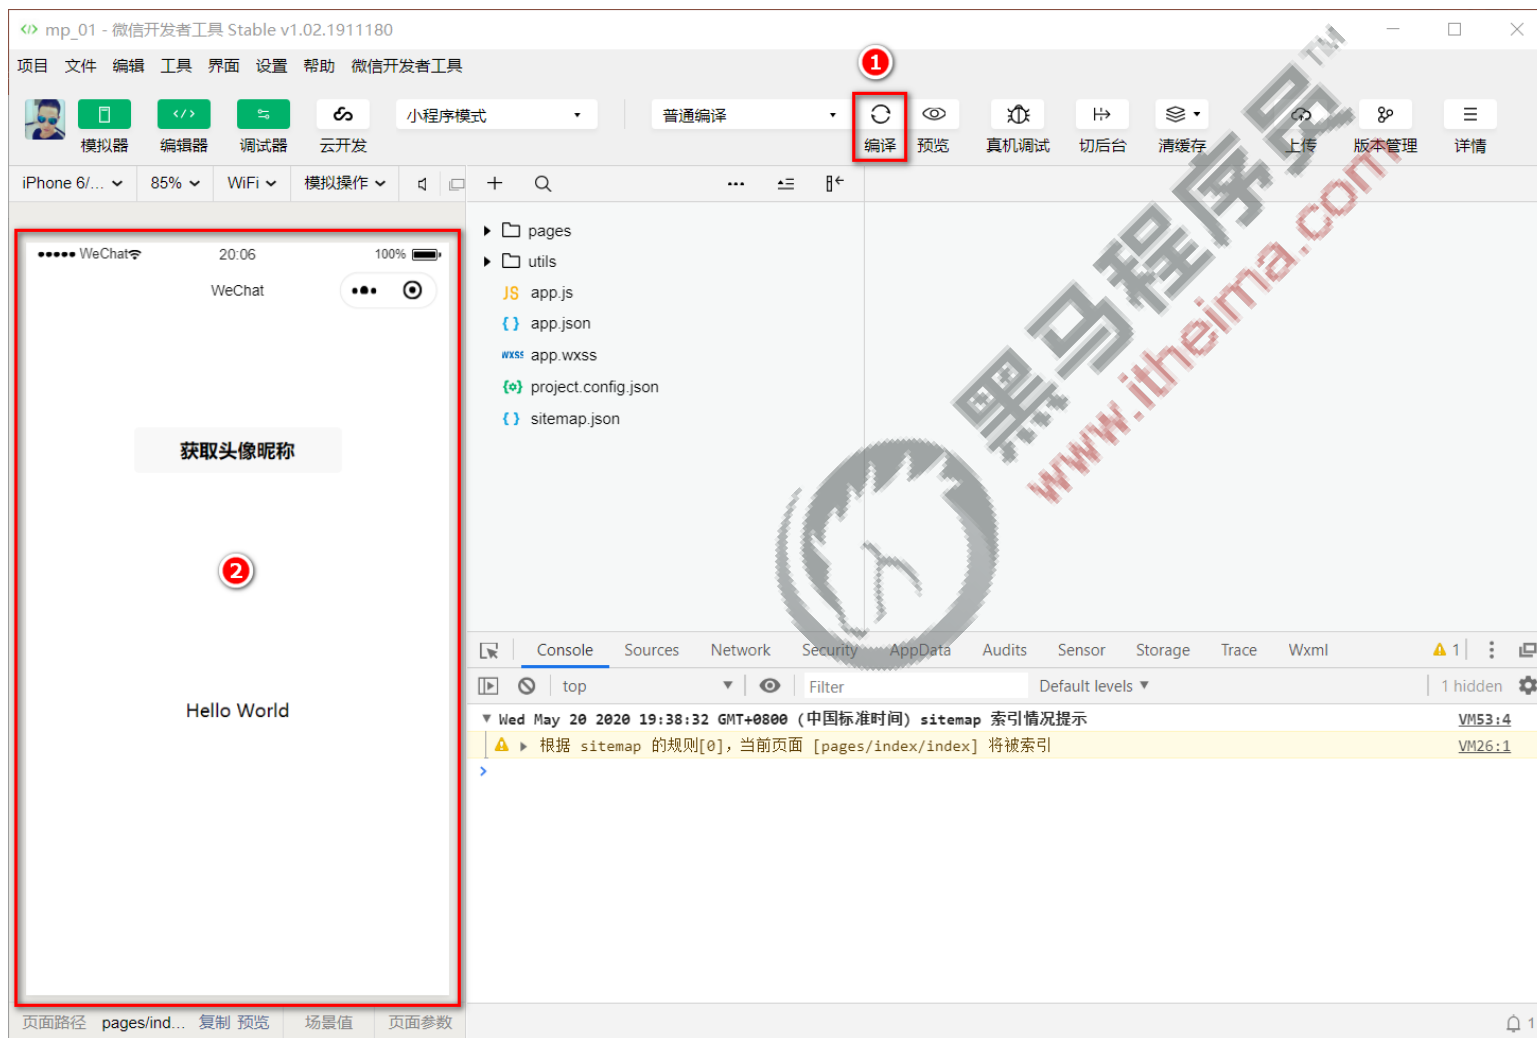 mp_01 - 微信开发者工具 Stable v1.02.1911180
项目 文件 编辑 工具 界面 设置 帮助 微信开发者工具
1
小程序模式 普通编译
模拟器 编辑器 调试器 云开发 编译 预览 真机调试 切后台 清缓存 上传 版本管理 详情
iPhone 6/... 85% WiFi 模拟操作
WeChat 20:06 100%
WeChat
获取头像昵称
2
Hello World
pages
utils
JS app.js
{ } app.json
WXSS app.wxss
{o} project.config.json
{ } sitemap.json
黑马程序员TM
www.itheima.com
Console Sources Network Security AppData Audits Sensor Storage Trace Wxml 1
top Filter Default levels 1 hidden
Wed May 20 2020 19:38:32 GMT+0800 (中国标准时间) sitemap 索引情况提示 VM53:4
根据 sitemap 的规则[0]，当前页面 [pages/index/index] 将被索引 VM26:1
页面路径 pages/ind... 复制 预览 场景值 页面参数 1